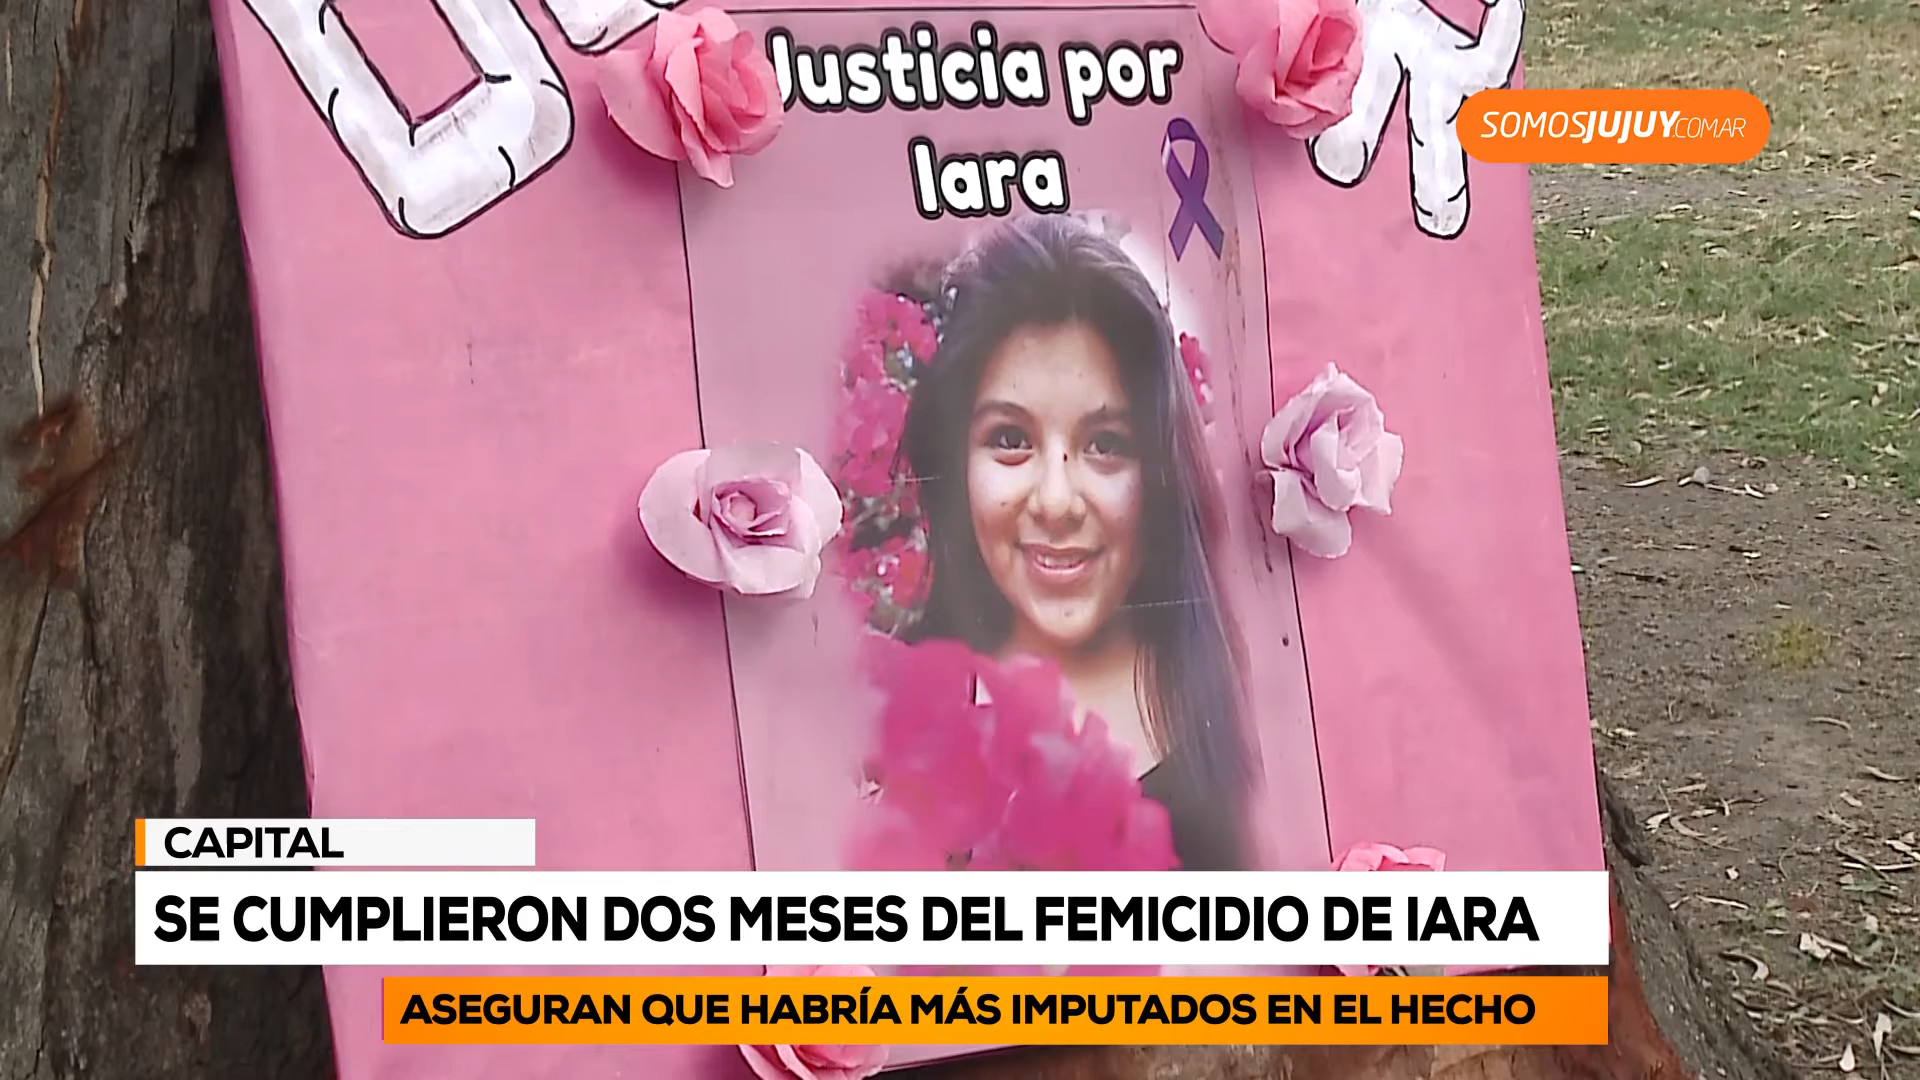 Justicia por
Iara
SOMOSJUJUY.COM.AR
CAPITAL
SE CUMPLIERON DOS MESES DEL FEMICIDIO DE IARA
ASEGURAN QUE HABRÍA MÁS IMPUTADOS EN EL HECHO